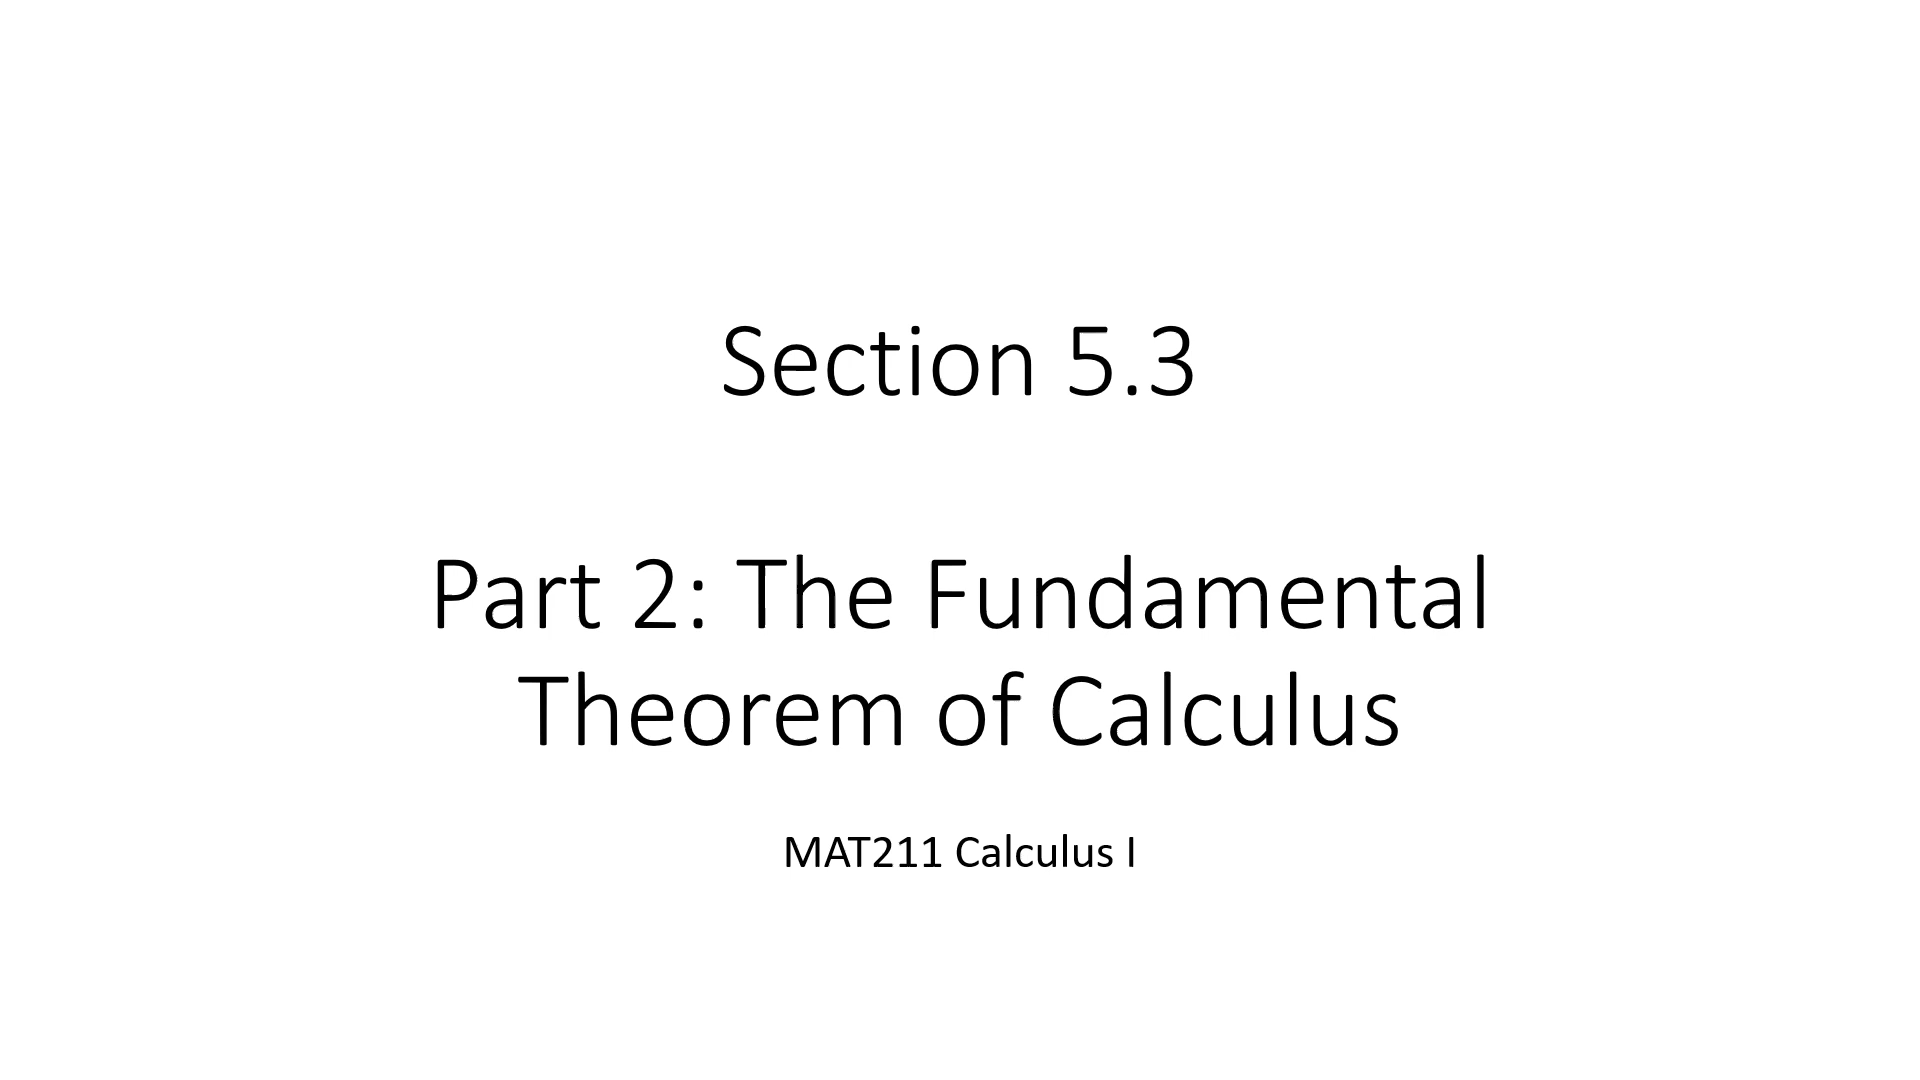 Section 5.3
Part 2: The Fundamental
Theorem of Calculus
MAT211 Calculus I